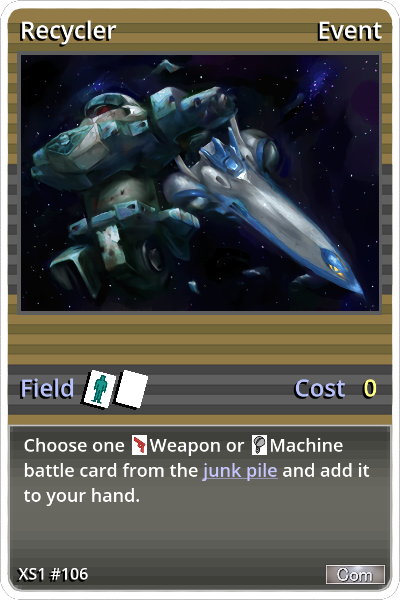 Recycler Event
Field Cost 0
Choose one Weapon or Machine
battle card from the junk pile and add it
to your hand.
XS1 #106 Com